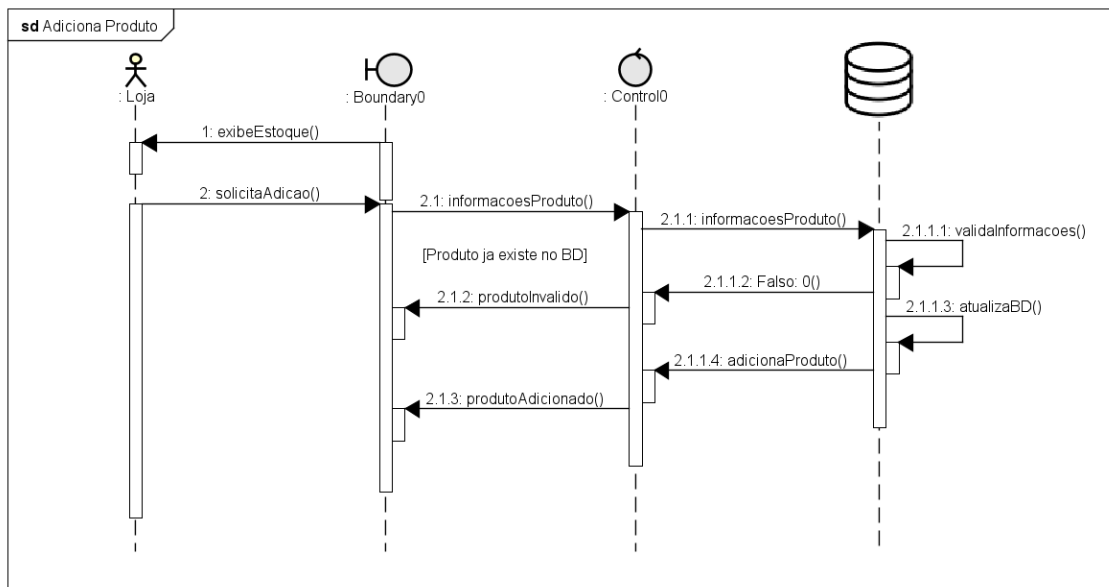 sd Adiciona Produto
: Loja
: Boundary0
: Control0
1: exibeEstoque()
2: solicitaAdicao()
2.1: informacoesProduto()
2.1.1: informacoesProduto()
2.1.1.1: validaInformacoes()
[Produto ja existe no BD]
2.1.1.2: Falso: 0()
2.1.2: produtoInvalido()
2.1.1.3: atualizaBD()
2.1.1.4: adicionaProduto()
2.1.3: produtoAdicionado()